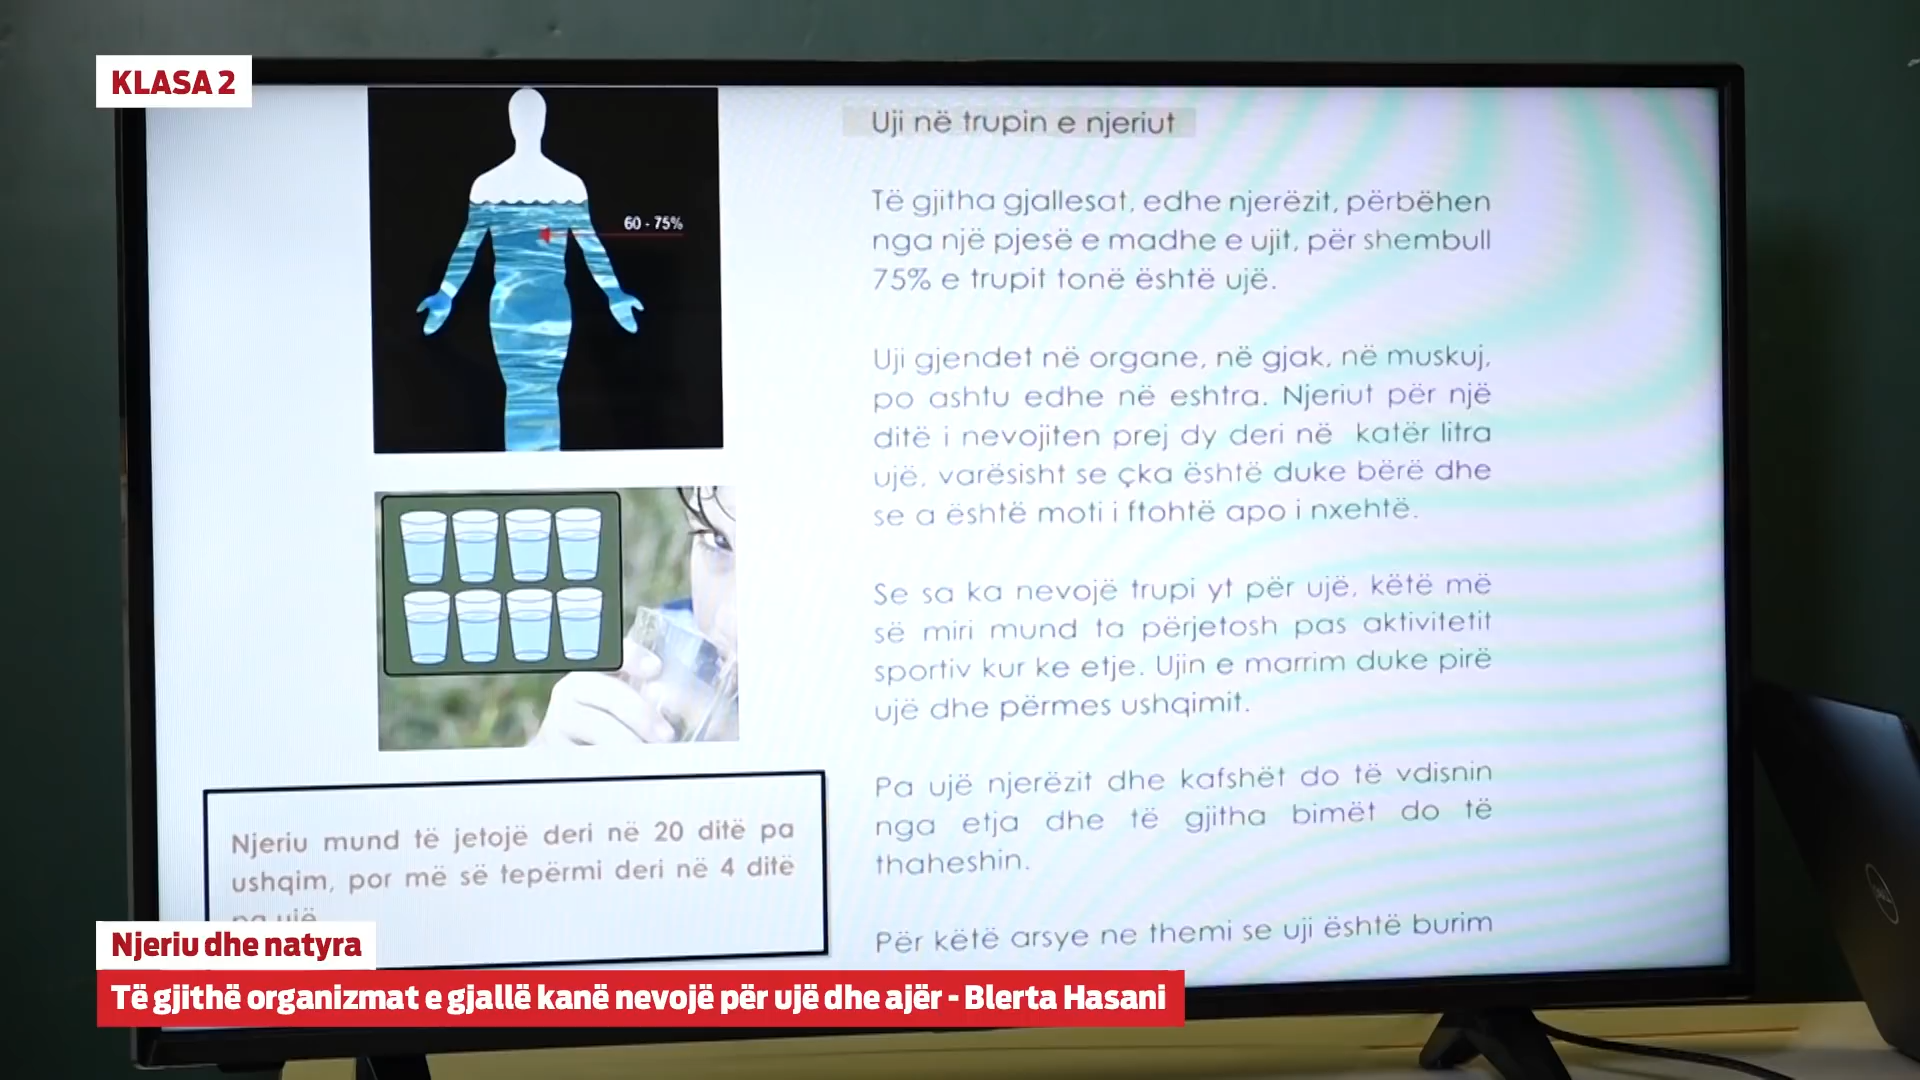 KLASA 2
60 - 75%
Uji në trupin e njeriut
Të gjitha gjallesat, edhe njerëzit, përbëhen
nga një pjesë e madhe e ujit, për shembull
75% e trupit tonë është ujë.
Uji gjendet në organe, në gjak, në muskuj,
po ashtu edhe në eshtra. Njeriut për një
ditë i nevojiten prej dy deri në katër litra
ujë, varësisht se çka është duke bërë dhe
se a është moti i ftohtë apo i nxehtë.
Se sa ka nevojë trupi yt për ujë, këtë më
së miri mund ta përjetosh pas aktivitetit
sportiv kur ke etje. Ujin e marrim duke pirë
ujë dhe përmes ushqimit.
Pa ujë njerëzit dhe kafshët do të vdisnin
nga etja dhe të gjitha bimët do të
thaheshin.
Për këtë arsye ne themi se uji është burim
Njeriu mund të jetojë deri në 20 ditë pa
ushqim, por më së tepërmi deri në 4 ditë
pa ujë
Njeriu dhe natyra
Të gjithë organizmat e gjallë kanë nevojë për ujë dhe ajër - Blerta Hasani
DELL